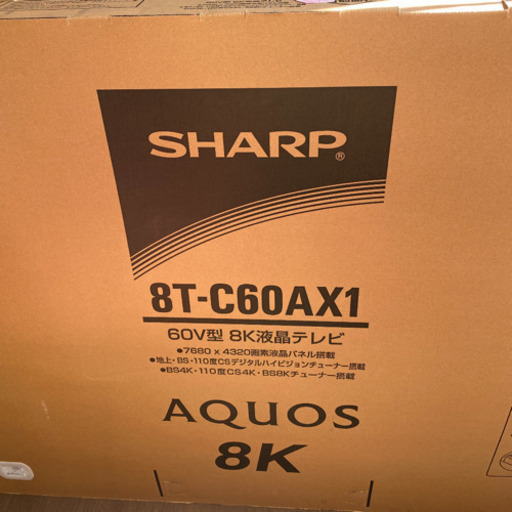 SHARP®
8T-C60AX1
60V型 8K液晶テレビ
●7680 x 4320画素液晶パネル搭載
●地上・BS・110度CSデジタルハイビジョンチューナー搭載
●BS4K・110度CS4K・BS8Kチューナー搭載
AQUOS
8K